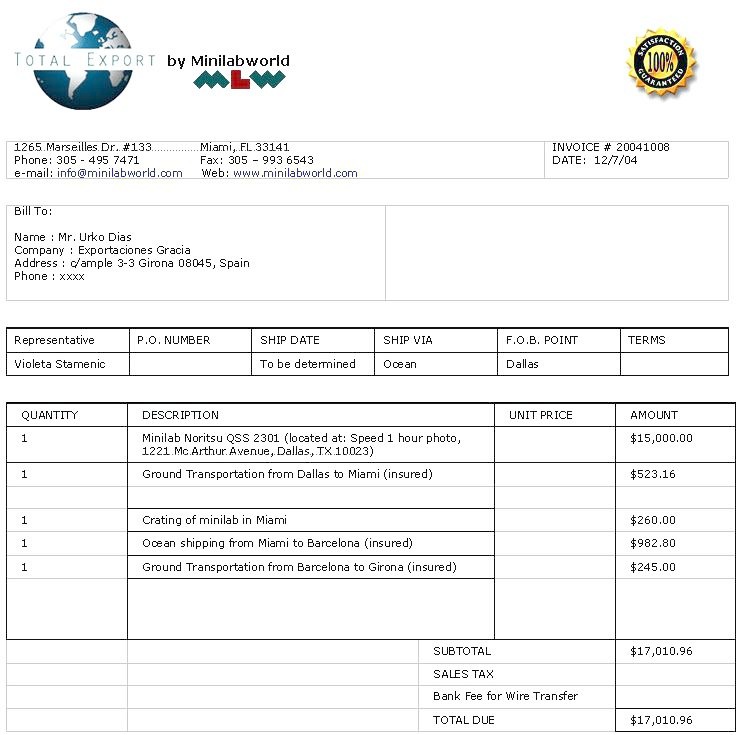 TOTAL EXPORT by Minilabworld
MLW
SATISFACTION
100%
GUARANTEED
1265 Marseilles Dr. #133............... Miami, FL 33141
INVOICE # 20041008
Phone: 305 - 495 7471 Fax: 305 – 993 6543
DATE: 12/7/04
e-mail: info@minilabworld.com Web: www.minilabworld.com
Bill To:
Name : Mr. Urko Dias
Company : Exportaciones Gracia
Address : c/ample 3-3 Girona 08045, Spain
Phone : xxxx
Representative P.O. NUMBER SHIP DATE SHIP VIA F.O.B. POINT TERMS
Violeta Stamenic To be determined Ocean Dallas
QUANTITY DESCRIPTION UNIT PRICE AMOUNT
1 Minilab Noritsu QSS 2301 (located at: Speed 1 hour photo, $15,000.00
1221 Mc.Arthur Avenue, Dallas, TX 10023)
1 Ground Transportation from Dallas to Miami (insured) $523.16
1 Crating of minilab in Miami $260.00
1 Ocean shipping from Miami to Barcelona (insured) $982.80
1 Ground Transportation from Barcelona to Girona (insured) $245.00
SUBTOTAL $17,010.96
SALES TAX
Bank Fee for Wire Transfer
TOTAL DUE $17,010.96